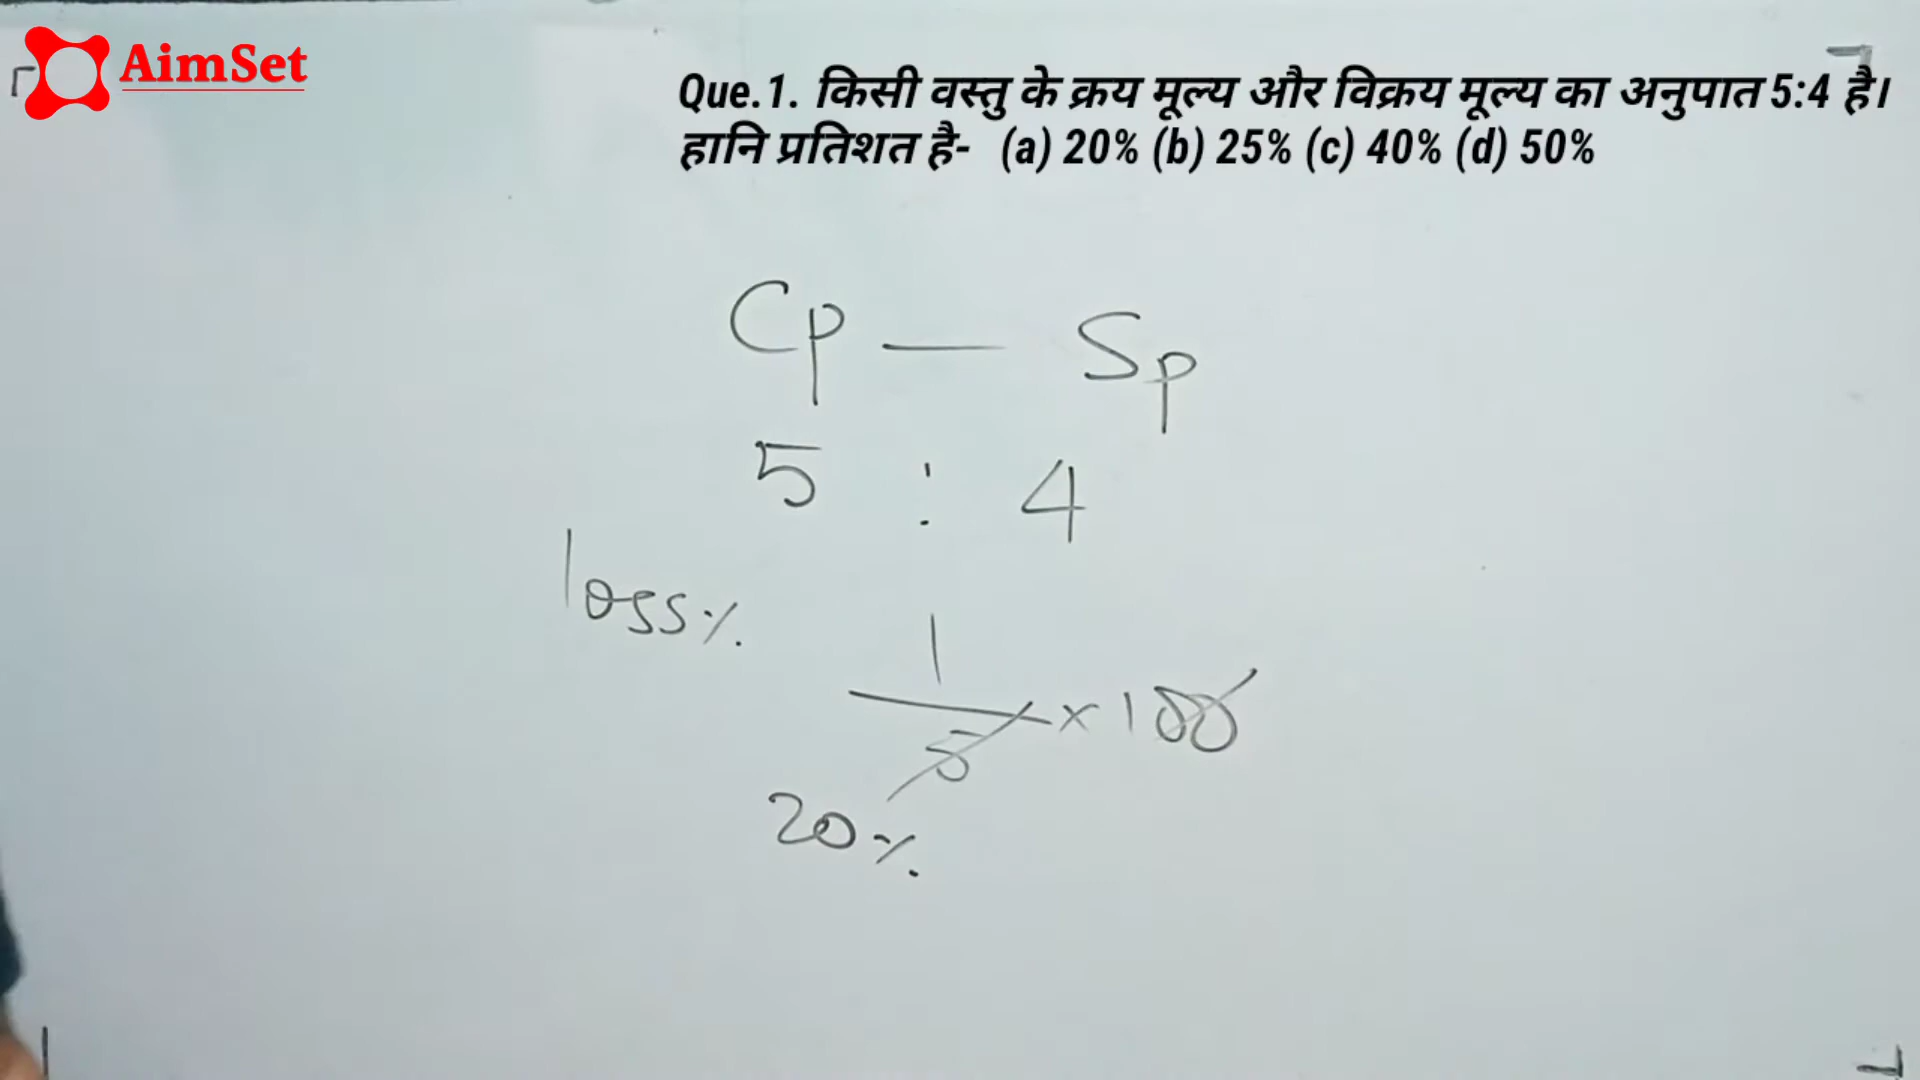 AimSet
Que.1. किसी वस्तु के क्रय मूल्य और विक्रय मूल्य का अनुपात 5:4 है।
हानि प्रतिशत है- (a) 20% (b) 25% (c) 40% (d) 50%
Cp — Sp
5 : 4
loss%
1
5 ×100
20%